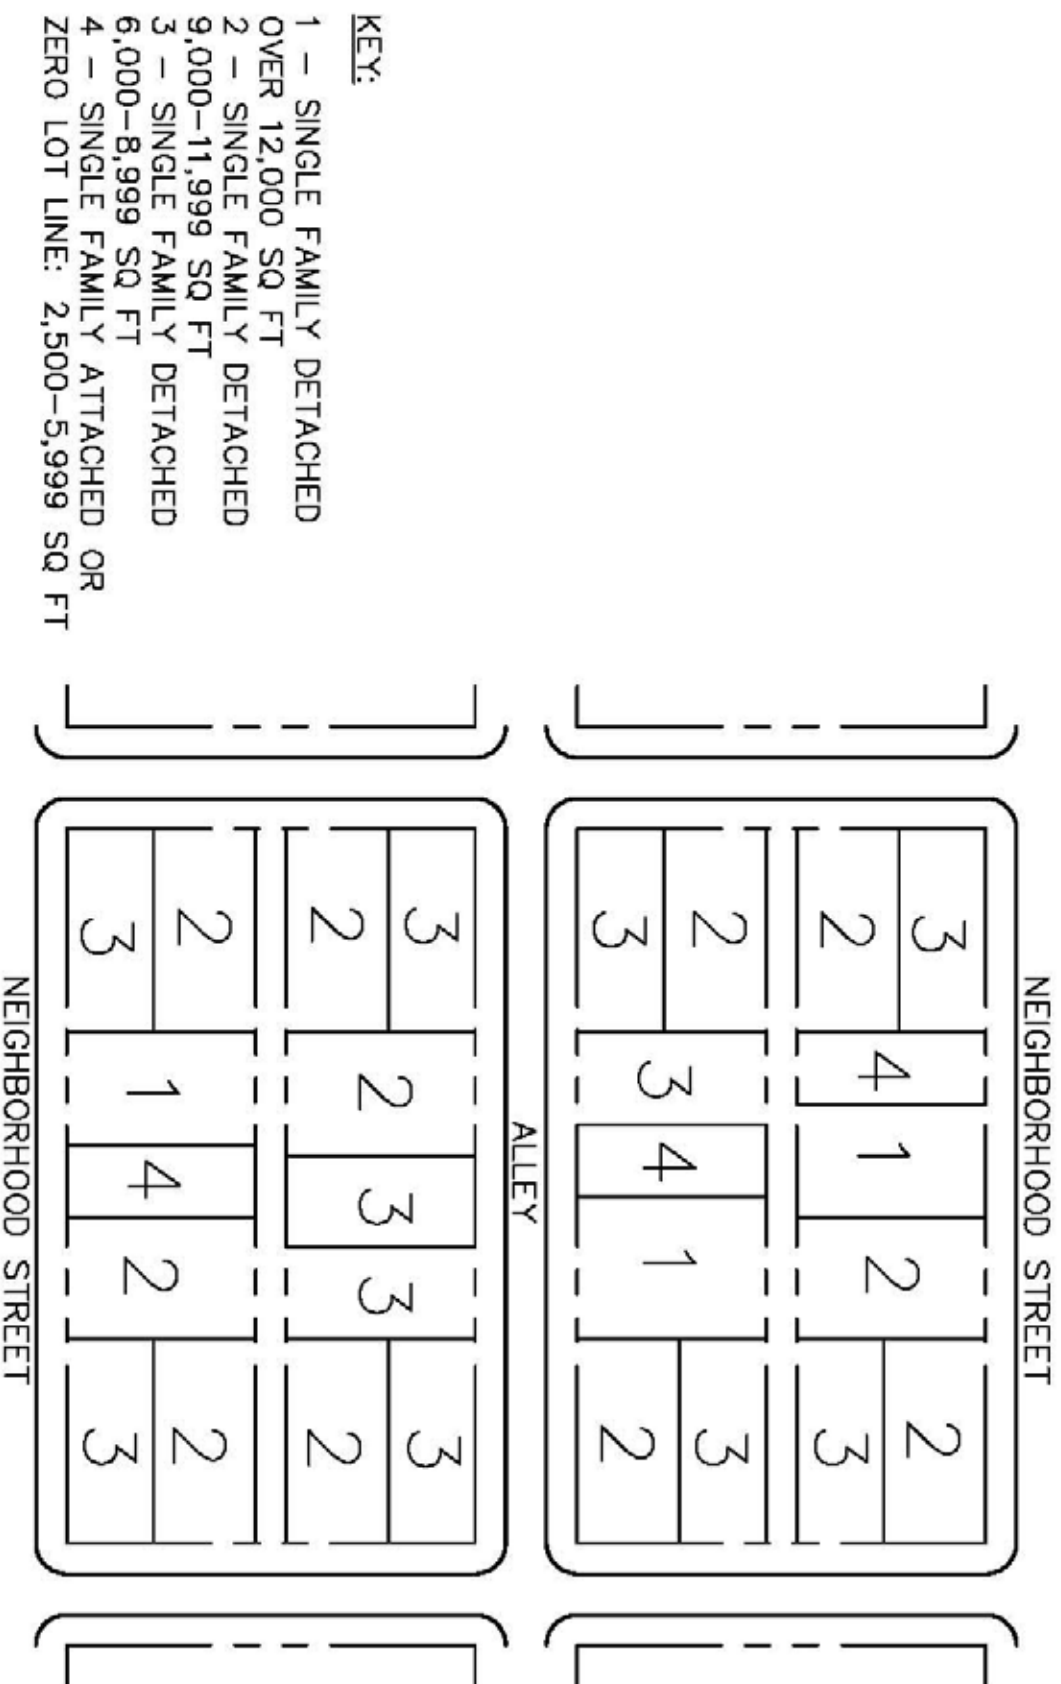 NEIGHBORHOOD STREET
3 2
4 1 2
2 3
2 3
3 4 1
3 2
ALLEY
3 3
2 3 3
2 2
2 2
1 4 2
3 3
NEIGHBORHOOD STREET
KEY:
1 – SINGLE FAMILY DETACHED
OVER 12,000 SQ FT
2 – SINGLE FAMILY DETACHED
9,000–11,999 SQ FT
3 – SINGLE FAMILY DETACHED
6,000–8,999 SQ FT
4 – SINGLE FAMILY ATTACHED OR
ZERO LOT LINE: 2,500–5,999 SQ FT